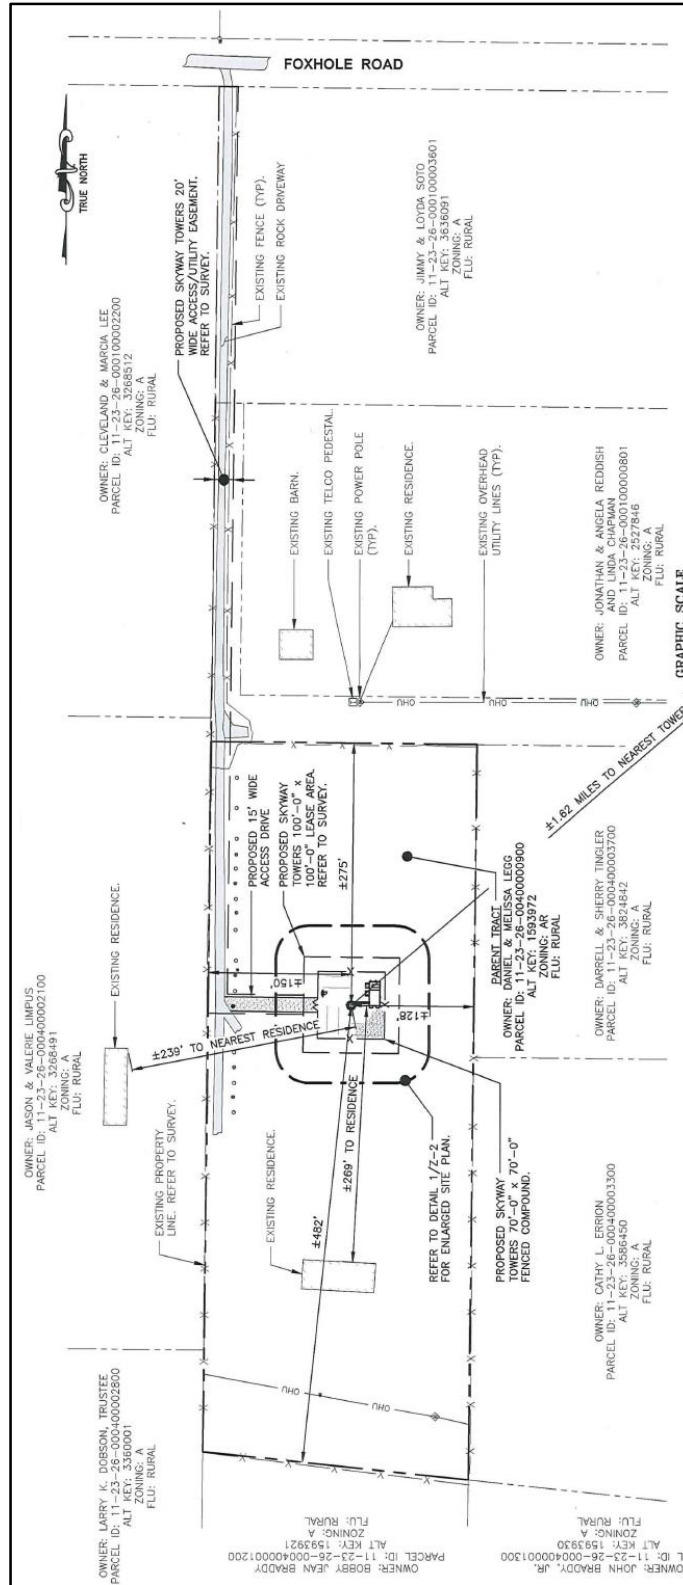 FOXHOLE ROAD
TRUE NORTH
PROPOSED SKYWAY TOWERS 20'
WIDE ACCESS/UTILITY EASEMENT.
REFER TO SURVEY.
EXISTING FENCE (TYP).
EXISTING ROCK DRIVEWAY
OWNER: JIMMY & LOYDA SOTO
PARCEL ID: 11-23-26-000100003601
ALT KEY: 3636091
ZONING: A
FLU: RURAL
OWNER: CLEVELAND & MARCIA LEE
PARCEL ID: 11-23-26-000100002200
ALT KEY: 3268512
ZONING: A
FLU: RURAL
EXISTING BARN.
EXISTING TELCO PEDESTAL.
EXISTING POWER POLE
(TYP).
EXISTING RESIDENCE.
EXISTING OVERHEAD
UTILITY LINES (TYP).
OWNER: JONATHAN & ANGELA REDDISH
AND LINDA CHAPMAN
PARCEL ID: 11-23-26-000100000801
ALT KEY: 2527846
ZONING: A
FLU: RURAL
GRAPHIC SCALE
OHU
OHU
OHU
±1.62 MILES TO NEAREST TOWER
PROPOSED 15' WIDE
ACCESS DRIVE
PROPOSED SKYWAY
TOWERS 100'-0" x
100'-0" LEASE AREA.
REFER TO SURVEY.
±275'
±150'
±128'
PARENT TRACT
OWNER: DANIEL & MELISSA LEGG
PARCEL ID: 11-23-26-000400000900
ALT KEY: 1593972
ZONING: AR
FLU: RURAL
OWNER: DARRELL & SHERRY TINGLER
PARCEL ID: 11-23-26-000400003700
ALT KEY: 3824842
ZONING: A
FLU: RURAL
EXISTING RESIDENCE.
OWNER: JASON & VALERIE LIMPUS
PARCEL ID: 11-23-26-000400002100
ALT KEY: 3268491
ZONING: A
FLU: RURAL
±239' TO NEAREST RESIDENCE
±269' TO RESIDENCE
±482'
EXISTING PROPERTY
LINE. REFER TO SURVEY.
EXISTING RESIDENCE.
REFER TO DETAIL 1/Z-2
FOR ENLARGED SITE PLAN.
PROPOSED SKYWAY
TOWERS 70'-0" x 70'-0"
FENCED COMPOUND.
OWNER: CATHY L. ERRION
PARCEL ID: 11-23-26-000400003300
ALT KEY: 3586450
ZONING: A
FLU: RURAL
OHU
OHU
OWNER: LARRY K. DOBSON, TRUSTEE
PARCEL ID: 11-23-26-000400002800
ALT KEY: 3360001
ZONING: A
FLU: RURAL
OWNER: BOBBY JEAN BRADDY
PARCEL ID: 11-23-26-000400001200
ALT KEY: 1593921
ZONING: A
FLU: RURAL
OWNER: JOHN BRADDY, JR.
ID: 11-23-26-000400001300
ALT KEY: 1593930
ZONING: A
FLU: RURAL